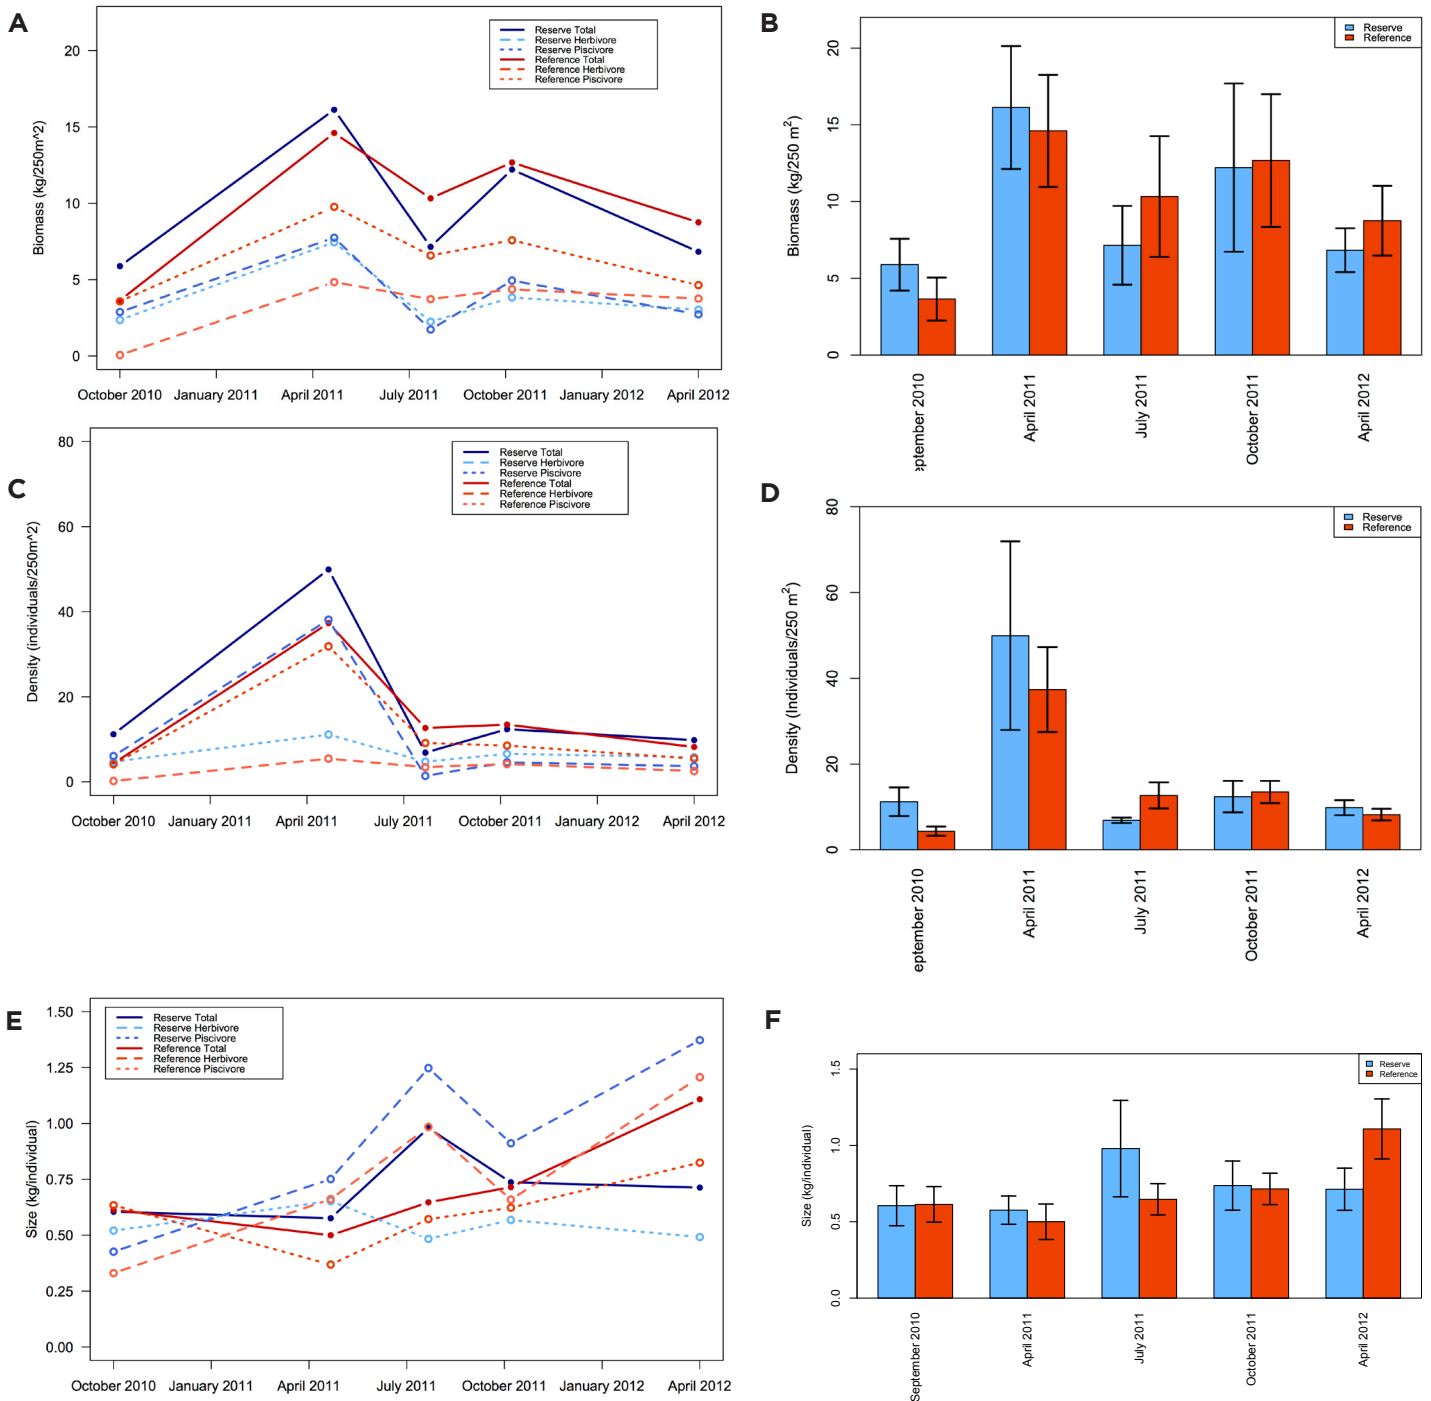 A
Biomass (kg/250m^2)
20
15
10
5
0
Reserve Total
Reserve Herbivore
Reserve Piscivore
Reference Total
Reference Herbivore
Reference Piscivore
October 2010 January 2011 April 2011 July 2011 October 2011 January 2012 April 2012
B
Biomass (kg/250 m²)
20
15
10
5
0
Reserve
Reference
eptember 2010
April 2011
July 2011
October 2011
April 2012
C
Density (individuals/250m^2)
80
60
40
20
0
Reserve Total
Reserve Herbivore
Reserve Piscivore
Reference Total
Reference Herbivore
Reference Piscivore
October 2010 January 2011 April 2011 July 2011 October 2011 January 2012 April 2012
D
Density (Individuals/250 m²)
80
60
40
20
0
Reserve
Reference
eptember 2010
April 2011
July 2011
October 2011
April 2012
E
Size (kg/individual)
1.50
1.25
1.00
0.75
0.50
0.25
0.00
Reserve Total
Reserve Herbivore
Reserve Piscivore
Reference Total
Reference Herbivore
Reference Piscivore
October 2010 January 2011 April 2011 July 2011 October 2011 January 2012 April 2012
F
Size (kg/individual)
1.5
1.0
0.5
0.0
Reserve
Reference
September 2010
April 2011
July 2011
October 2011
April 2012